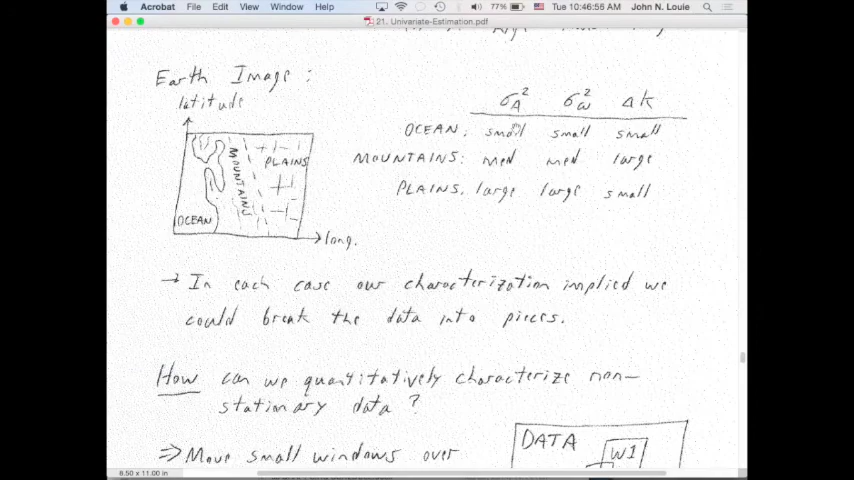 Acrobat File Edit View Window Help 77% Tue 10:46:56 AM John N. Louie
21. Univariate-Estimation.pdf
Earth Image:
latitude
OCEAN
MOUNTAINS
PLAINS
long.
σA² σω² Δk
OCEAN: small small small
MOUNTAINS: med med large
PLAINS: large large small
→ In each case our characterization implied we
could break the data into pieces.
How can we quantitatively characterize non-
stationary data?
⇒ Move small windows over
DATA
W1
8.50 x 11.00 in